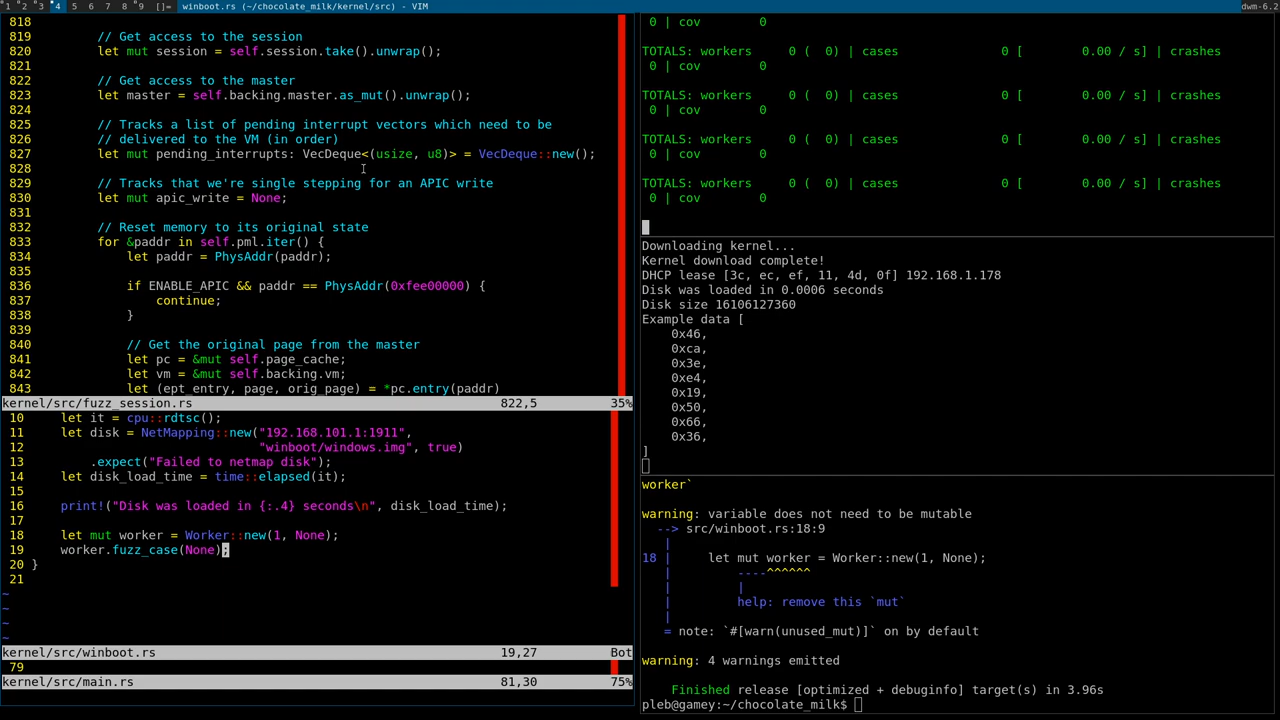 1 2 3 4 5 6 7 8 9 []= winboot.rs (~/chocolate_milk/kernel/src) - VIM dwm-6.2
818
819         // Get access to the session
820         let mut session = self.session.take().unwrap();
821
822         // Get access to the master
823         let master = self.backing.master.as_mut().unwrap();
824
825         // Tracks a list of pending interrupt vectors which need to be
826         // delivered to the VM (in order)
827         let mut pending_interrupts: VecDeque<(usize, u8)> = VecDeque::new();
828
829         // Tracks that we're single stepping for an APIC write
830         let mut apic_write = None;
831
832         // Reset memory to its original state
833         for &paddr in self.pml.iter() {
834             let paddr = PhysAddr(paddr);
835
836             if ENABLE_APIC && paddr == PhysAddr(0xfee00000) {
837                 continue;
838             }
839
840             // Get the original page from the master
841             let pc = &mut self.page_cache;
842             let vm = &mut self.backing.vm;
843             let (ept_entry, page, orig_page) = *pc.entry(paddr)
kernel/src/fuzz_session.rs 822,5 35%
10     let it = cpu::rdtsc();
11     let disk = NetMapping::new("192.168.101.1:1911",
12                                "winboot/windows.img", true)
13         .expect("Failed to netmap disk");
14     let disk_load_time = time::elapsed(it);
15
16     print!("Disk was loaded in {:.4} seconds\n", disk_load_time);
17
18     let mut worker = Worker::new(1, None);
19     worker.fuzz_case(None);
20 }
21
~
~
~
~
kernel/src/winboot.rs 19,27 Bot
79
kernel/src/main.rs 81,30 75%
0 | cov 0
TOTALS: workers 0 ( 0) | cases 0 [ 0.00 / s] | crashes
0 | cov 0
TOTALS: workers 0 ( 0) | cases 0 [ 0.00 / s] | crashes
0 | cov 0
TOTALS: workers 0 ( 0) | cases 0 [ 0.00 / s] | crashes
0 | cov 0
TOTALS: workers 0 ( 0) | cases 0 [ 0.00 / s] | crashes
0 | cov 0
Downloading kernel...
Kernel download complete!
DHCP lease [3c, ec, ef, 11, 4d, 0f] 192.168.1.178
Disk was loaded in 0.0006 seconds
Disk size 16106127360
Example data [
    0x46,
    0xca,
    0x3e,
    0xe4,
    0x19,
    0x50,
    0x66,
    0x36,
]
worker`
warning: variable does not need to be mutable
  --> src/winboot.rs:18:9
   |
18 |     let mut worker = Worker::new(1, None);
   |         ----^^^^^^
   |         |
   |         help: remove this `mut`
   |
   = note: `#[warn(unused_mut)]` on by default
warning: 4 warnings emitted
    Finished release [optimized + debuginfo] target(s) in 3.96s
pleb@gamey:~/chocolate_milk$